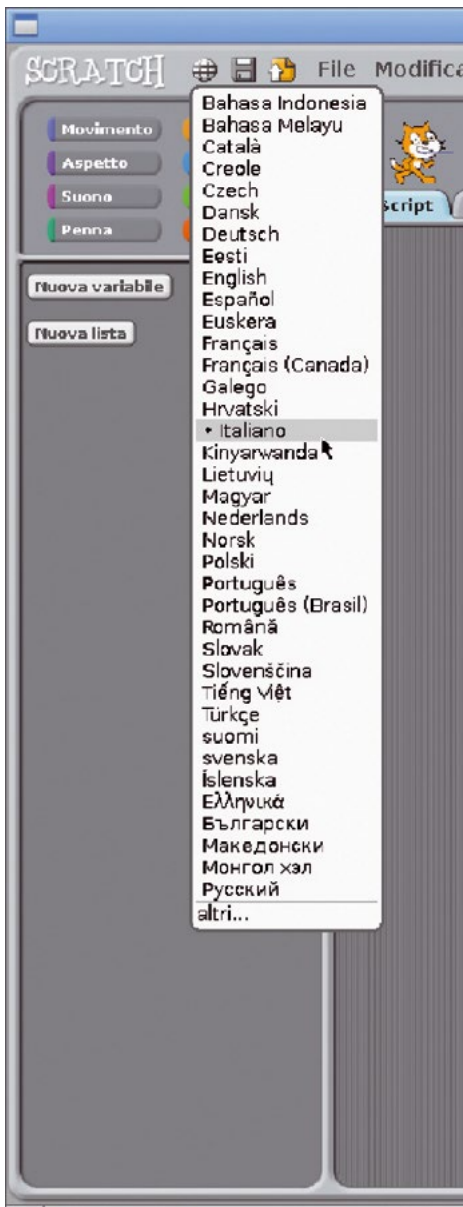 SCRATCH File Modifica
Movimento
Aspetto
Suono
Penna
Script
Nuova variabile
Nuova lista
Bahasa Indonesia
Bahasa Melayu
Català
Creole
Czech
Dansk
Deutsch
Eesti
English
Español
Euskera
Français
Français (Canada)
Galego
Hrvatski
• Italiano
Kinyarwanda
Lietuvių
Magyar
Nederlands
Norsk
Polski
Português
Português (Brasil)
Română
Slovak
Slovenščina
Tiếng Việt
Türkçe
suomi
svenska
Íslenska
Ελληνικά
Български
Македонски
Монгол хэл
Русский
altri...